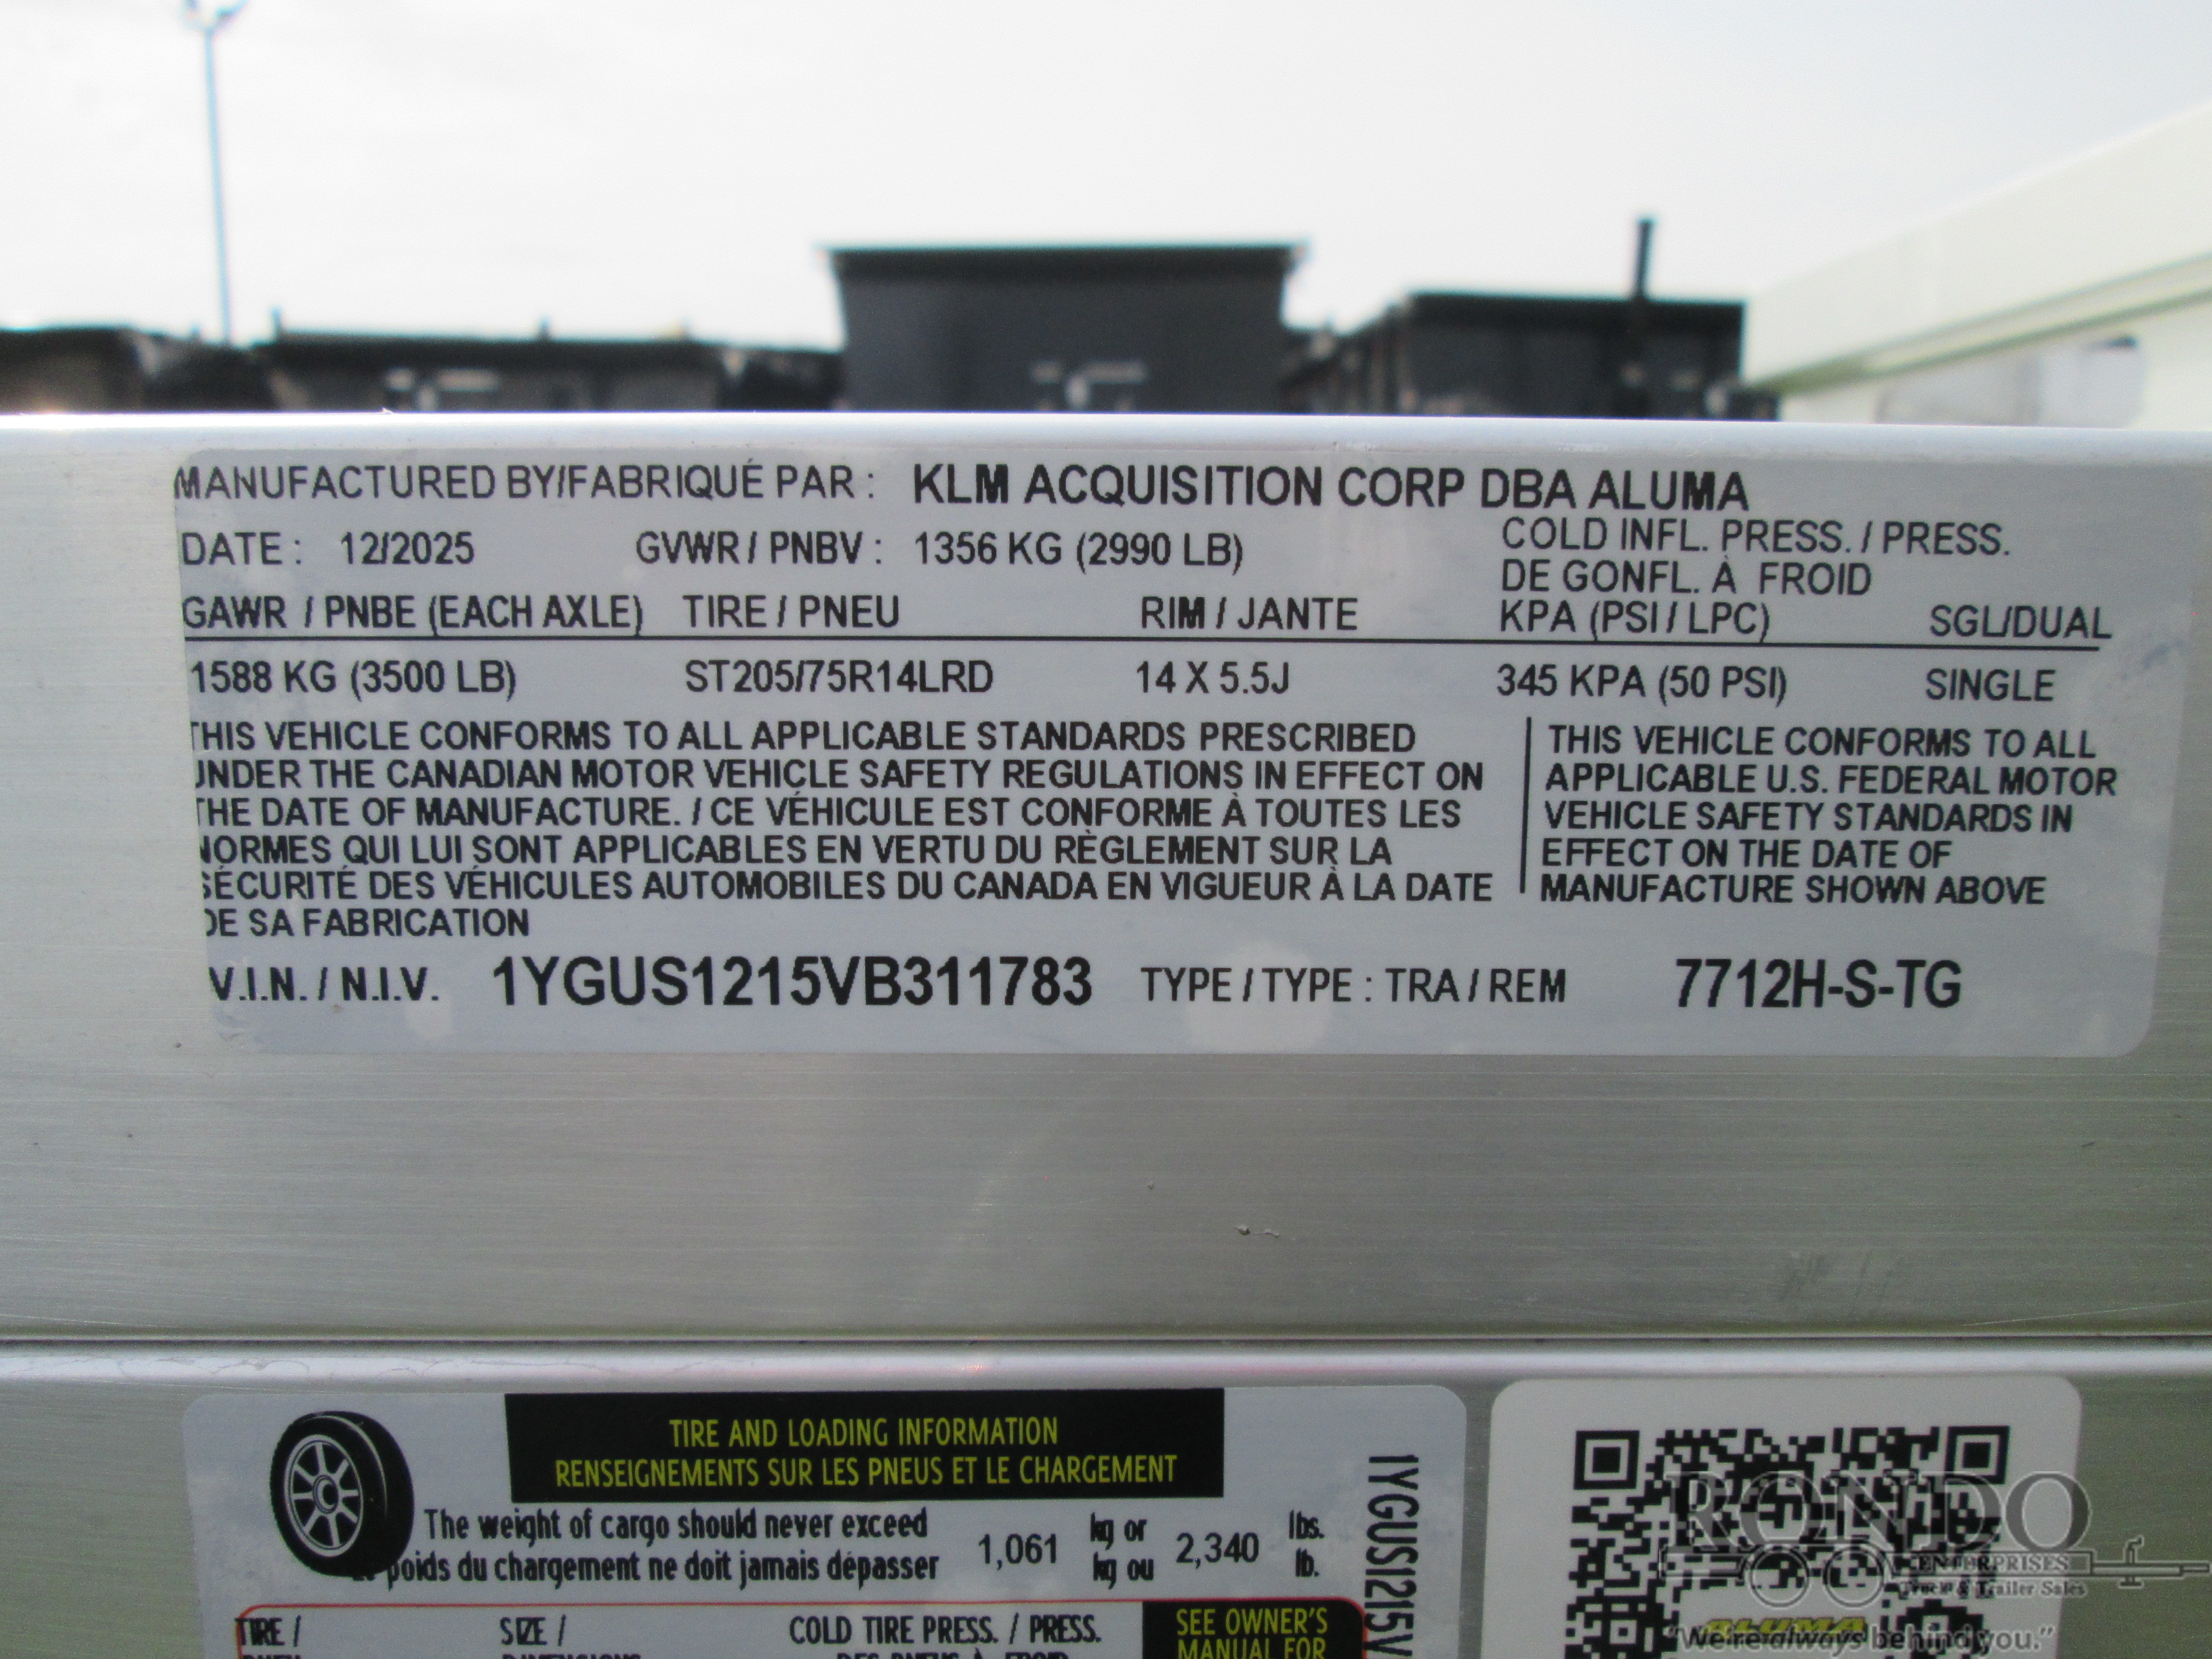 MANUFACTURED BY/FABRIQUÉ PAR : KLM ACQUISITION CORP DBA ALUMA
DATE : 12/2025 GVWR / PNBV : 1356 KG (2990 LB) COLD INFL. PRESS. / PRESS.
DE GONFL. À FROID
GAWR / PNBE (EACH AXLE) TIRE / PNEU RIM / JANTE KPA (PSI / LPC) SGL/DUAL
1588 KG (3500 LB) ST205/75R14LRD 14 X 5.5J 345 KPA (50 PSI) SINGLE
THIS VEHICLE CONFORMS TO ALL APPLICABLE STANDARDS PRESCRIBED
UNDER THE CANADIAN MOTOR VEHICLE SAFETY REGULATIONS IN EFFECT ON
THE DATE OF MANUFACTURE. / CE VÉHICULE EST CONFORME À TOUTES LES
NORMES QUI LUI SONT APPLICABLES EN VERTU DU RÈGLEMENT SUR LA
SÉCURITÉ DES VÉHICULES AUTOMOBILES DU CANADA EN VIGUEUR À LA DATE
DE SA FABRICATION
THIS VEHICLE CONFORMS TO ALL
APPLICABLE U.S. FEDERAL MOTOR
VEHICLE SAFETY STANDARDS IN
EFFECT ON THE DATE OF
MANUFACTURE SHOWN ABOVE
V.I.N. / N.I.V. 1YGUS1215VB311783 TYPE / TYPE : TRA / REM 7712H-S-TG
TIRE AND LOADING INFORMATION
RENSEIGNEMENTS SUR LES PNEUS ET LE CHARGEMENT
The weight of cargo should never exceed 1,061 kg or 2,340 lbs.
poids du chargement ne doit jamais dépasser kg ou lb.
TIRE / SIZE / COLD TIRE PRESS. / PRESS. SEE OWNER'S
MANUAL FOR
1YGUS1215V
RONDO
ENTERPRISES
Truck & Trailer Sales
ALUMA
"We're always behind you."